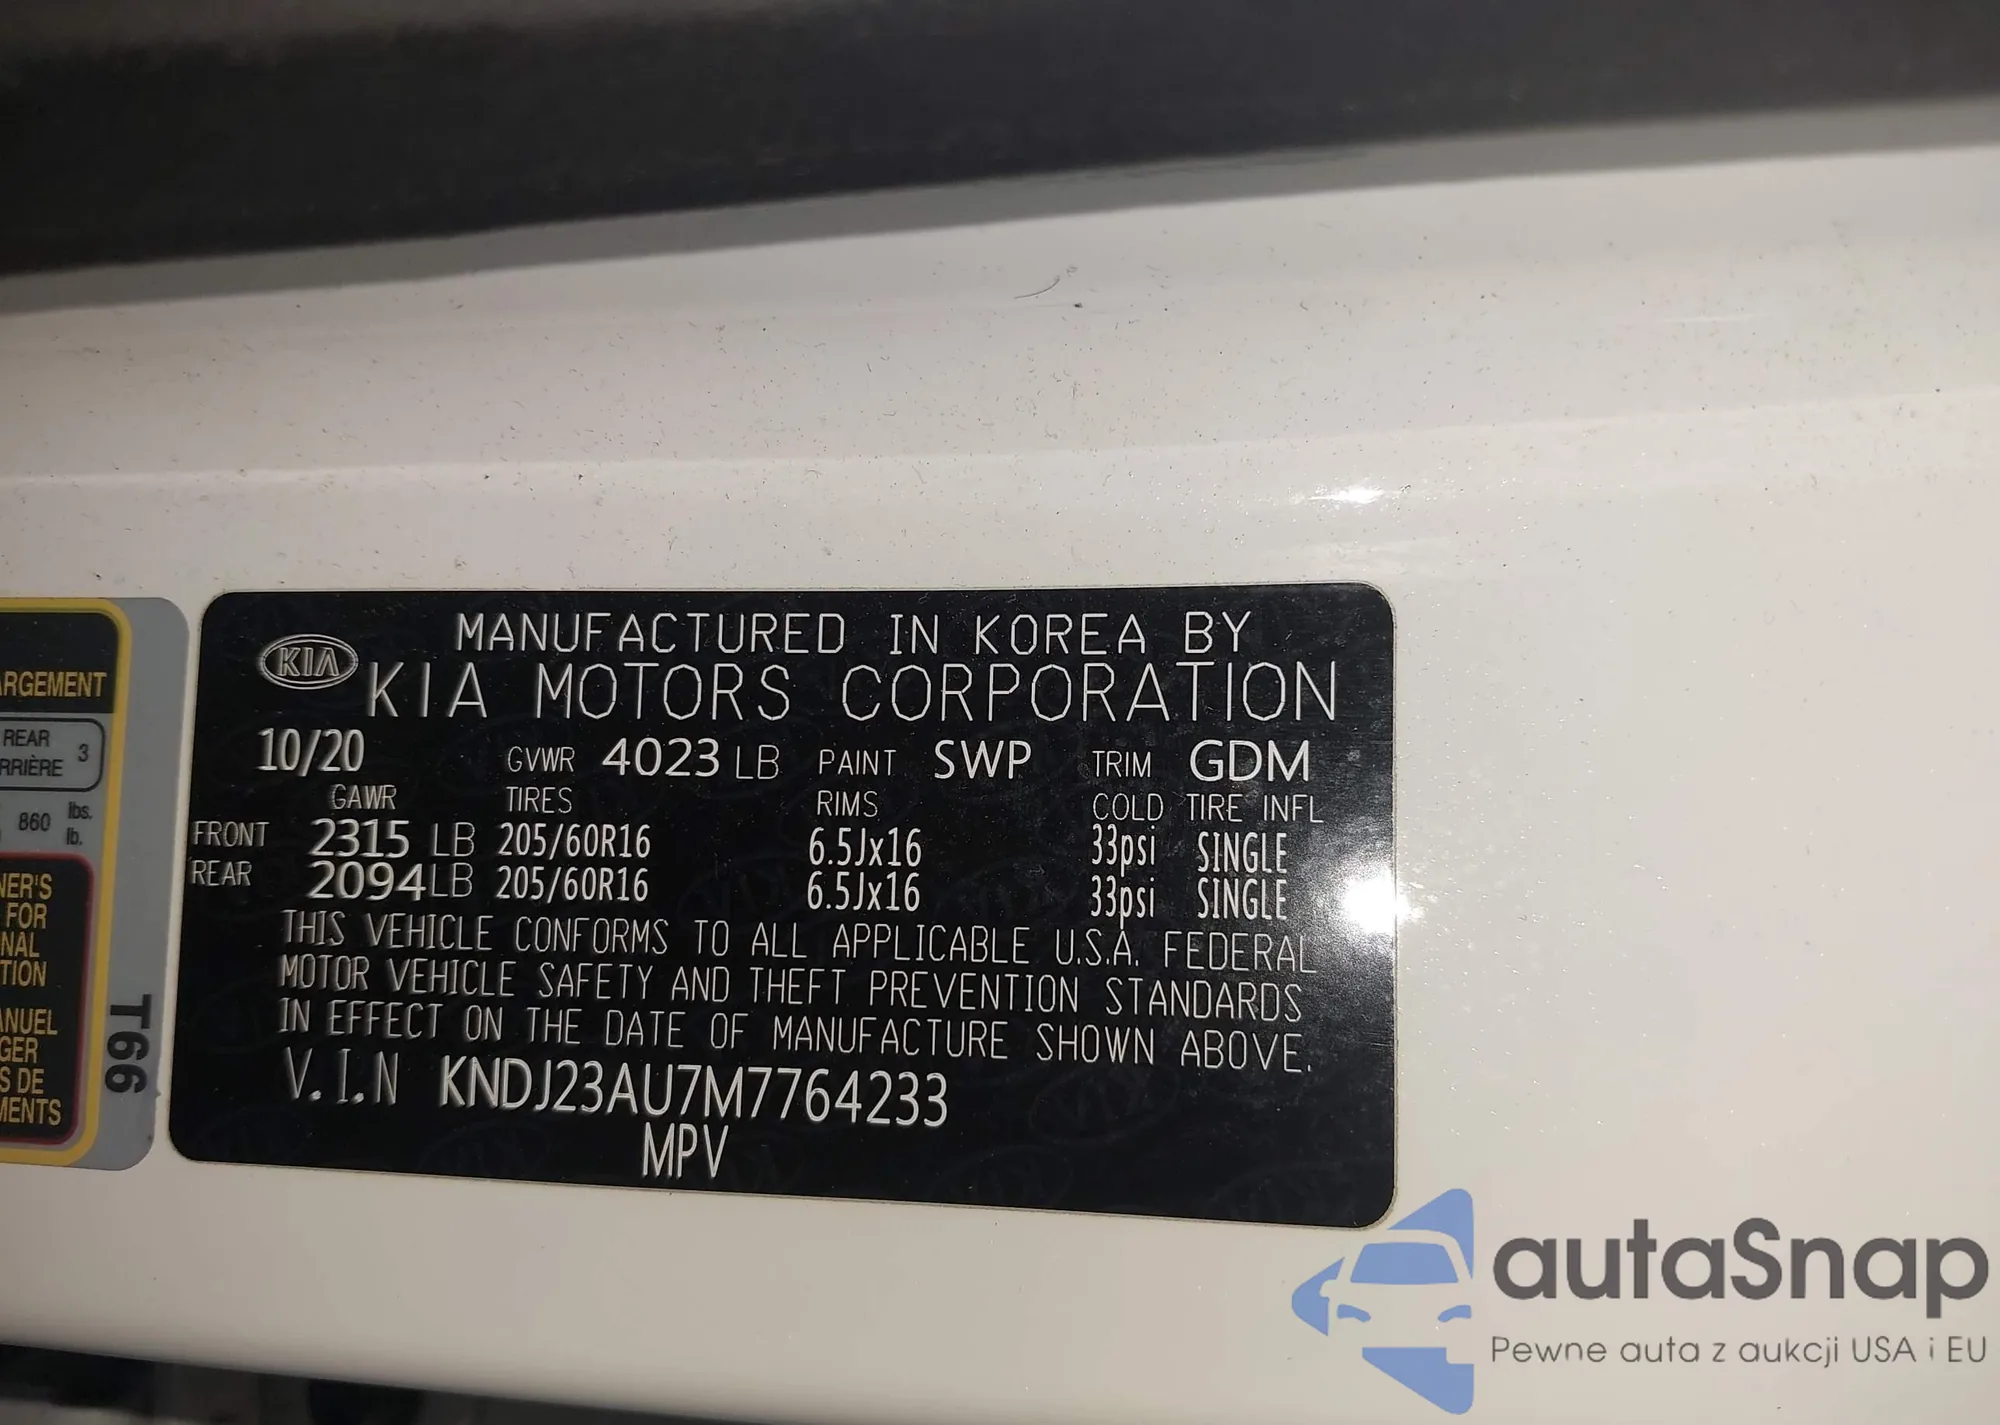 KIA
MANUFACTURED IN KOREA BY
KIA MOTORS CORPORATION
10/20 GVWR 4023 LB PAINT SWP TRIM GDM
GAWR TIRES RIMS COLD TIRE INFL
FRONT 2315 LB 205/60R16 6.5Jx16 33psi SINGLE
REAR 2094LB 205/60R16 6.5Jx16 33psi SINGLE
THIS VEHICLE CONFORMS TO ALL APPLICABLE U.S.A. FEDERAL
MOTOR VEHICLE SAFETY AND THEFT PREVENTION STANDARDS
IN EFFECT ON THE DATE OF MANUFACTURE SHOWN ABOVE.
V.I.N KNDJ23AU7M7764233
MPV
ARGEMENT
REAR 3
RRIÈRE
860 lbs.
lb.
NER'S
FOR
NAL
TION
ANUEL
GER
S DE
MENTS
T66
autaSnap
Pewne auta z aukcji USA i EU